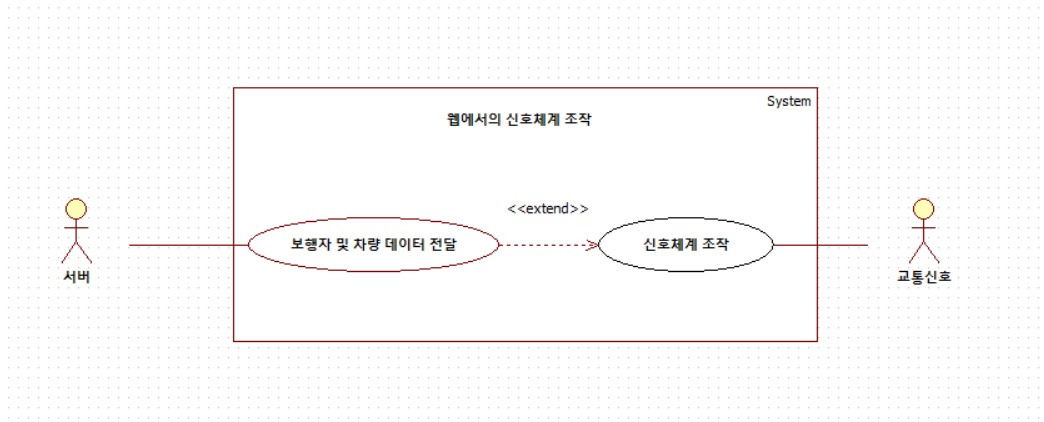 System
웹에서의 신호체계 조작
<<extend>>
보행자 및 차량 데이터 전달
신호체계 조작
서버
교통신호